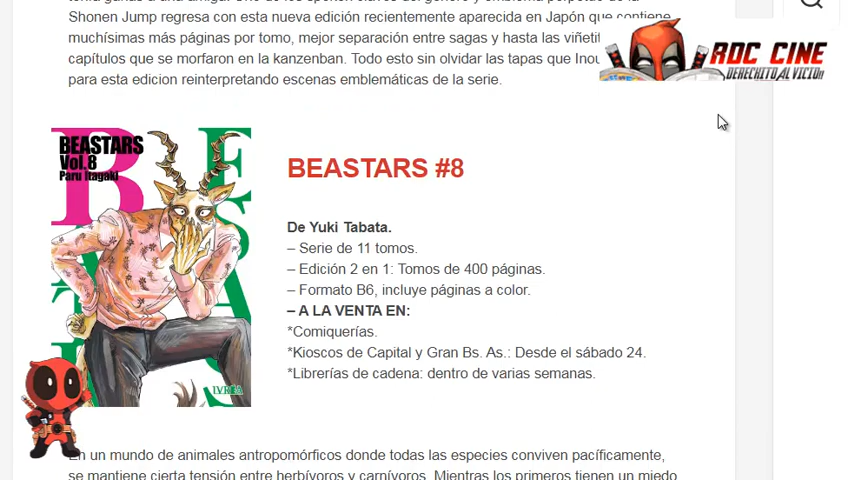 Shonen Jump regresa con esta nueva edición recientemente aparecida en Japón que contiene
muchísimas más páginas por tomo, mejor separación entre sagas y hasta las viñetit
capítulos que se morfaron en la kanzenban. Todo esto sin olvidar las tapas que Inou
para esta edicion reinterpretando escenas emblemáticas de la serie.
RDC CINE
DERECHITO AL VICIO!!
BEASTARS
Vol. 8
Paru Itagaki
IVREA
BEASTARS #8
De Yuki Tabata.
– Serie de 11 tomos.
– Edición 2 en 1: Tomos de 400 páginas.
– Formato B6, incluye páginas a color.
– A LA VENTA EN:
*Comiquerías.
*Kioscos de Capital y Gran Bs. As.: Desde el sábado 24.
*Librerías de cadena: dentro de varias semanas.
En un mundo de animales antropomórficos donde todas las especies conviven pacíficamente,
se mantiene cierta tensión entre herbívoros y carnívoros. Mientras los primeros tienen un miedo